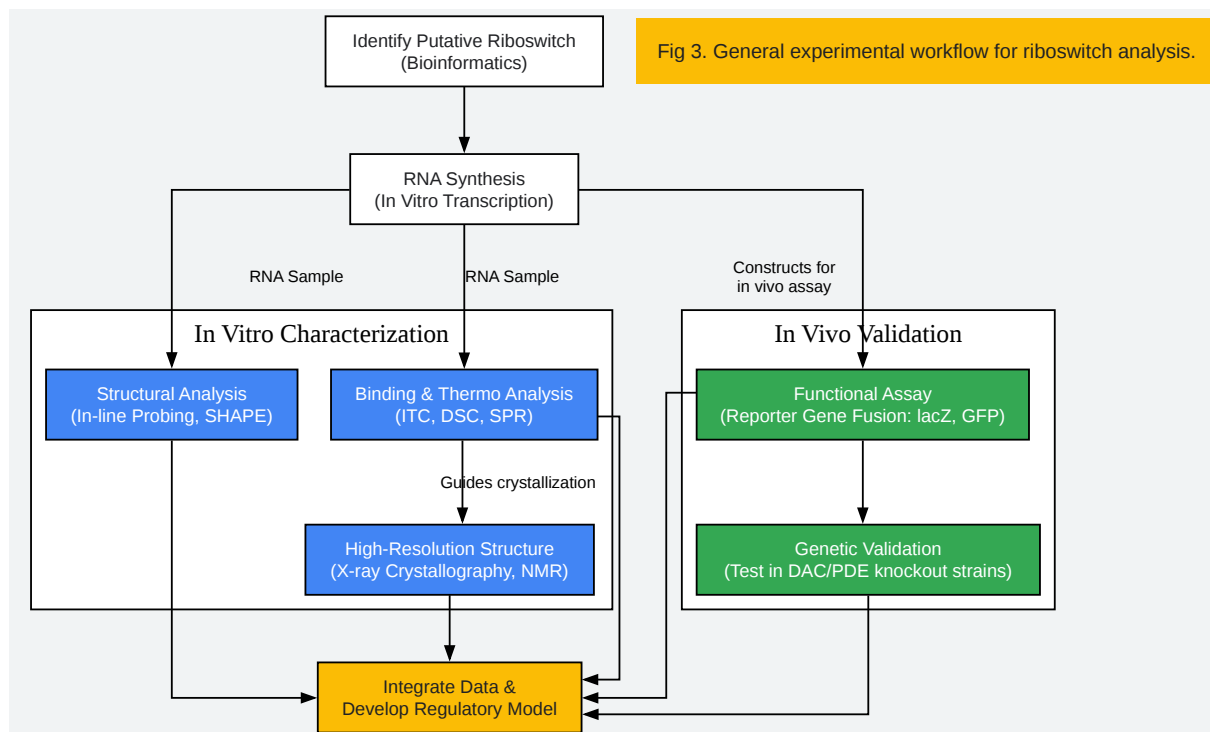 Identify Putative Riboswitch
(Bioinformatics)
Fig 3. General experimental workflow for riboswitch analysis.
RNA Synthesis
(In Vitro Transcription)
RNA Sample
RNA Sample
Constructs for
in vivo assay
In Vitro Characterization
In Vivo Validation
Structural Analysis
(In-line Probing, SHAPE)
Binding & Thermo Analysis
(ITC, DSC, SPR)
Functional Assay
(Reporter Gene Fusion: lacZ, GFP)
Guides crystallization
High-Resolution Structure
(X-ray Crystallography, NMR)
Genetic Validation
(Test in DAC/PDE knockout strains)
Integrate Data &
Develop Regulatory Model